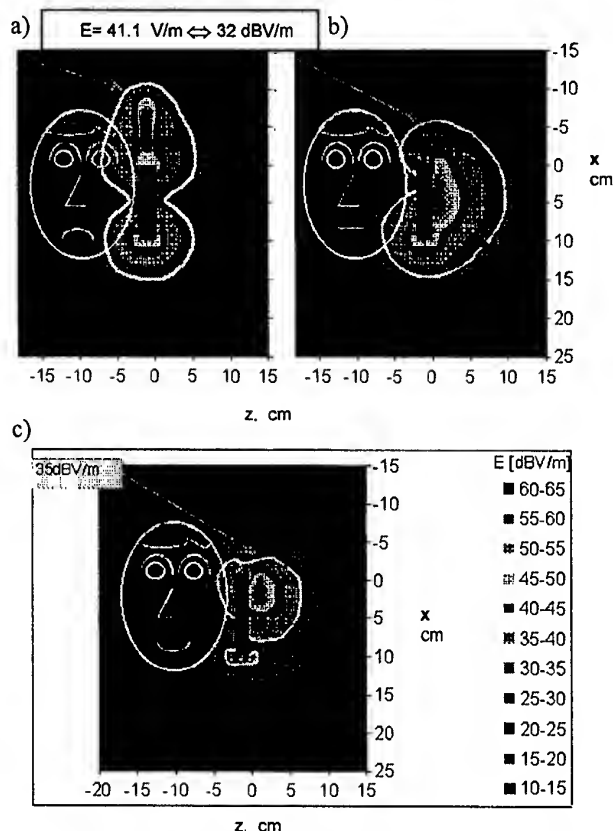 a)
E= 41.1 V/m ⇔ 32 dBV/m
b)
-15
-10
-5
0
5
10
15
20
25
x
cm
-15 -10 -5 0 5 10 15
-15 -10 -5 0 5 10 15
z, cm
c)
35dBV/m
-15
-10
-5
0
5
10
15
20
25
x
cm
-20 -15 -10 -5 0 5 10 15
z, cm
E [dBV/m]
60-65
55-60
50-55
45-50
40-45
35-40
30-35
25-30
20-25
15-20
10-15